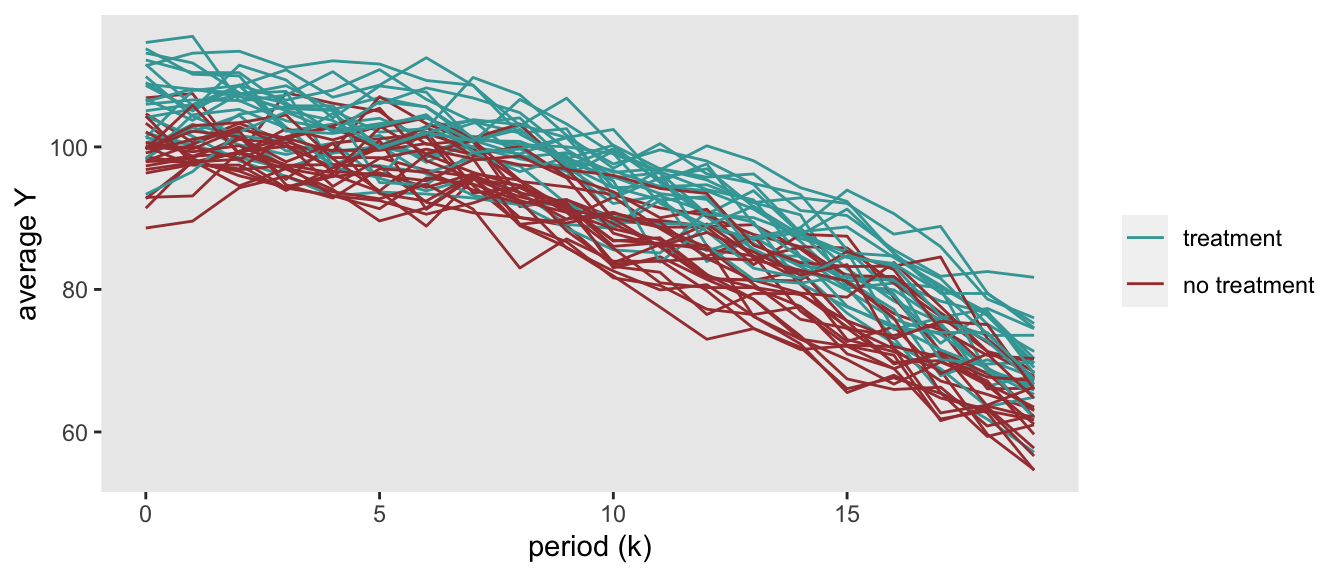 average Y
100
80
60
0 5 10 15
period (k)
treatment
no treatment